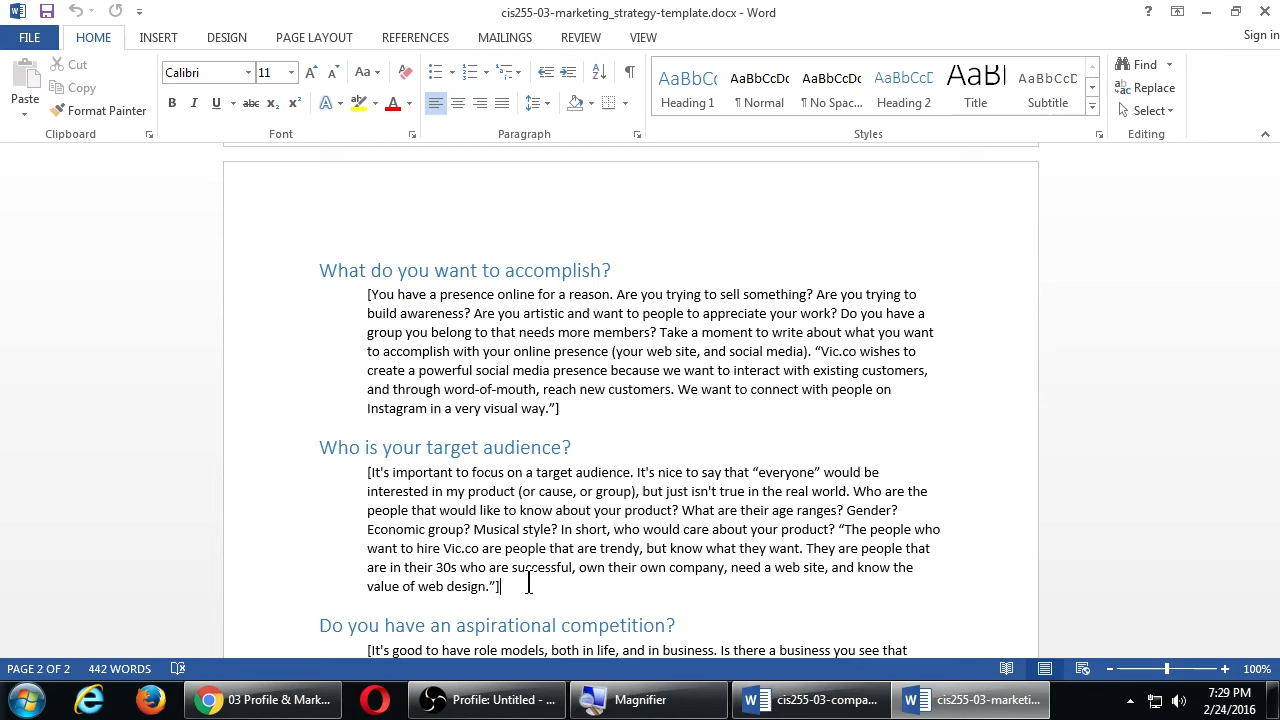 cis255-03-marketing_strategy-template.docx - Word
Sign in
FILE HOME INSERT DESIGN PAGE LAYOUT REFERENCES MAILINGS REVIEW VIEW
Paste
Cut
Copy
Format Painter
Clipboard
Calibri 11
Font
Paragraph
AaBbCc AaBbCcDc AaBbCcDc AaBbCcD AaB AaBbCcD
Heading 1 ¶ Normal ¶ No Spac... Heading 2 Title Subtitle
Styles
Find
Replace
Select
Editing
What do you want to accomplish?
[You have a presence online for a reason. Are you trying to sell something? Are you trying to
build awareness? Are you artistic and want to people to appreciate your work? Do you have a
group you belong to that needs more members? Take a moment to write about what you want
to accomplish with your online presence (your web site, and social media). “Vic.co wishes to
create a powerful social media presence because we want to interact with existing customers,
and through word-of-mouth, reach new customers. We want to connect with people on
Instagram in a very visual way.”]
Who is your target audience?
[It's important to focus on a target audience. It's nice to say that “everyone” would be
interested in my product (or cause, or group), but just isn't true in the real world. Who are the
people that would like to know about your product? What are their age ranges? Gender?
Economic group? Musical style? In short, who would care about your product? “The people who
want to hire Vic.co are people that are trendy, but know what they want. They are people that
are in their 30s who are successful, own their own company, need a web site, and know the
value of web design.”]
Do you have an aspirational competition?
[It's good to have role models, both in life, and in business. Is there a business you see that
PAGE 2 OF 2 442 WORDS 100%
03 Profile & Mark... Profile: Untitled - ... Magnifier cis255-03-compa... cis255-03-marketi...
7:29 PM
2/24/2016